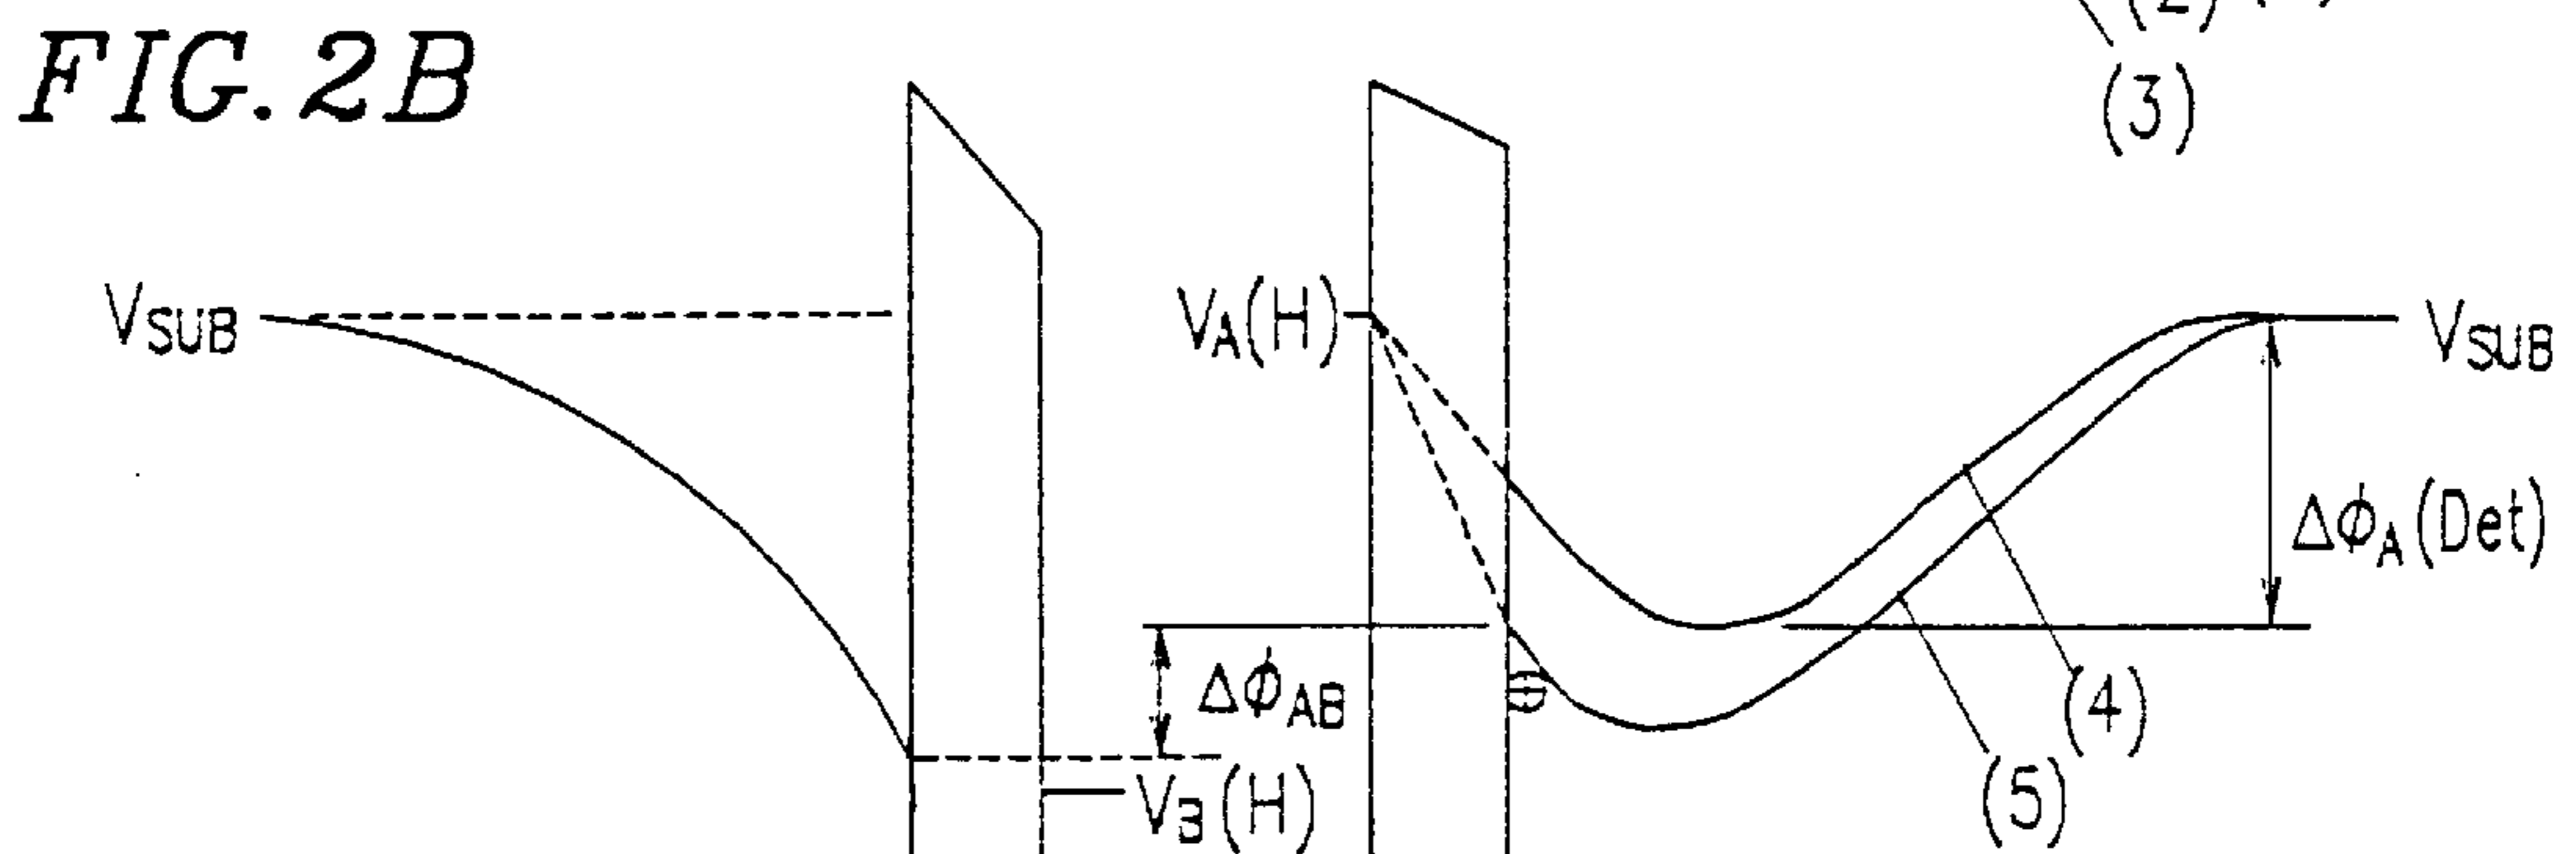 FIG. 2B
(3)
VSUB
VA(H)
VSUB
ΔϕA(Det)
ΔϕAB
VB(H)
(4)
(5)